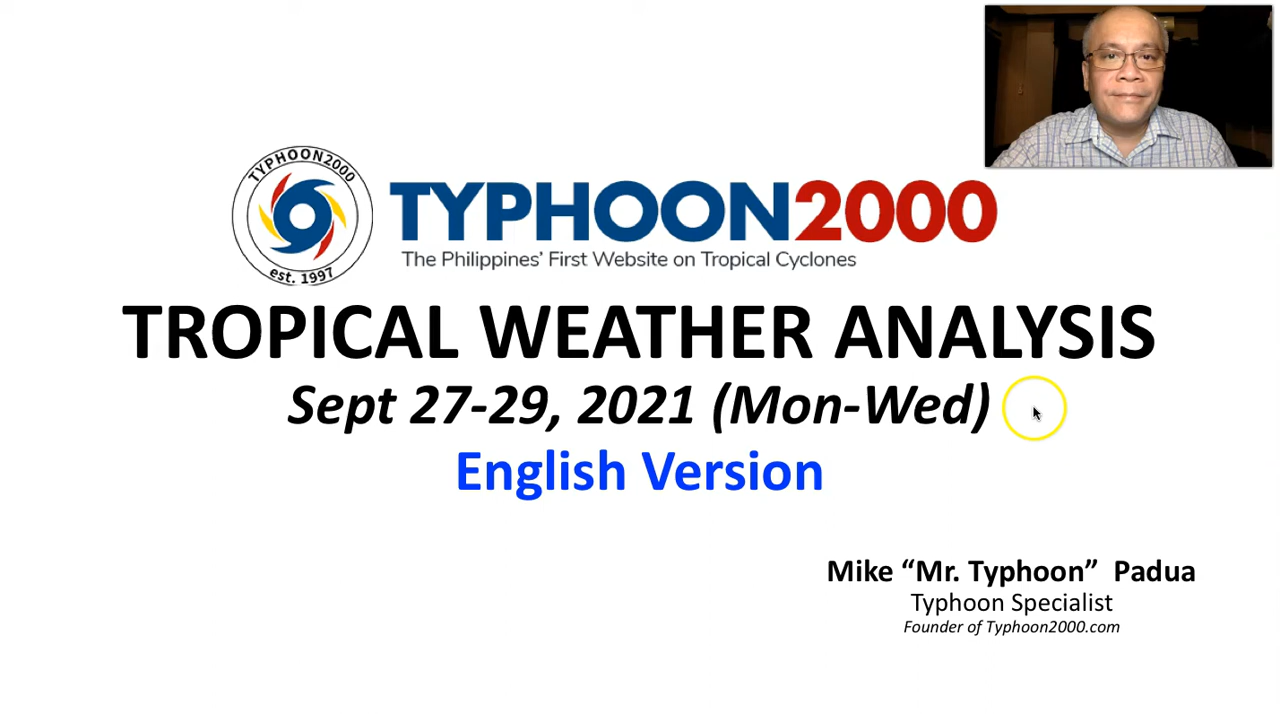 TYPHOON2000
est. 1997
TYPHOON2000
The Philippines' First Website on Tropical Cyclones
TROPICAL WEATHER ANALYSIS
Sept 27-29, 2021 (Mon-Wed)
English Version
Mike “Mr. Typhoon” Padua
Typhoon Specialist
Founder of Typhoon2000.com